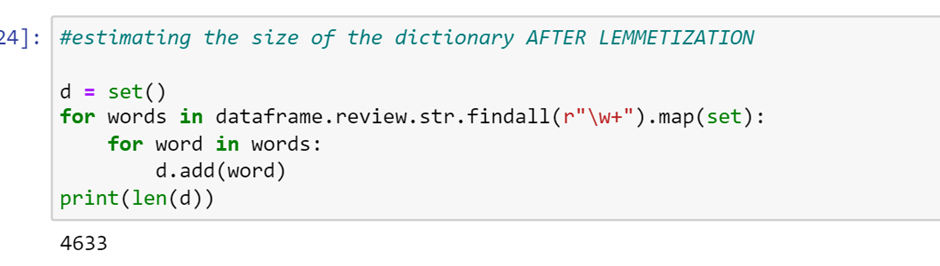 24]: #estimating the size of the dictionary AFTER LEMMETIZATION
d = set()
for words in dataframe.review.str.findall(r"\w+").map(set):
    for word in words:
        d.add(word)
print(len(d))
4633